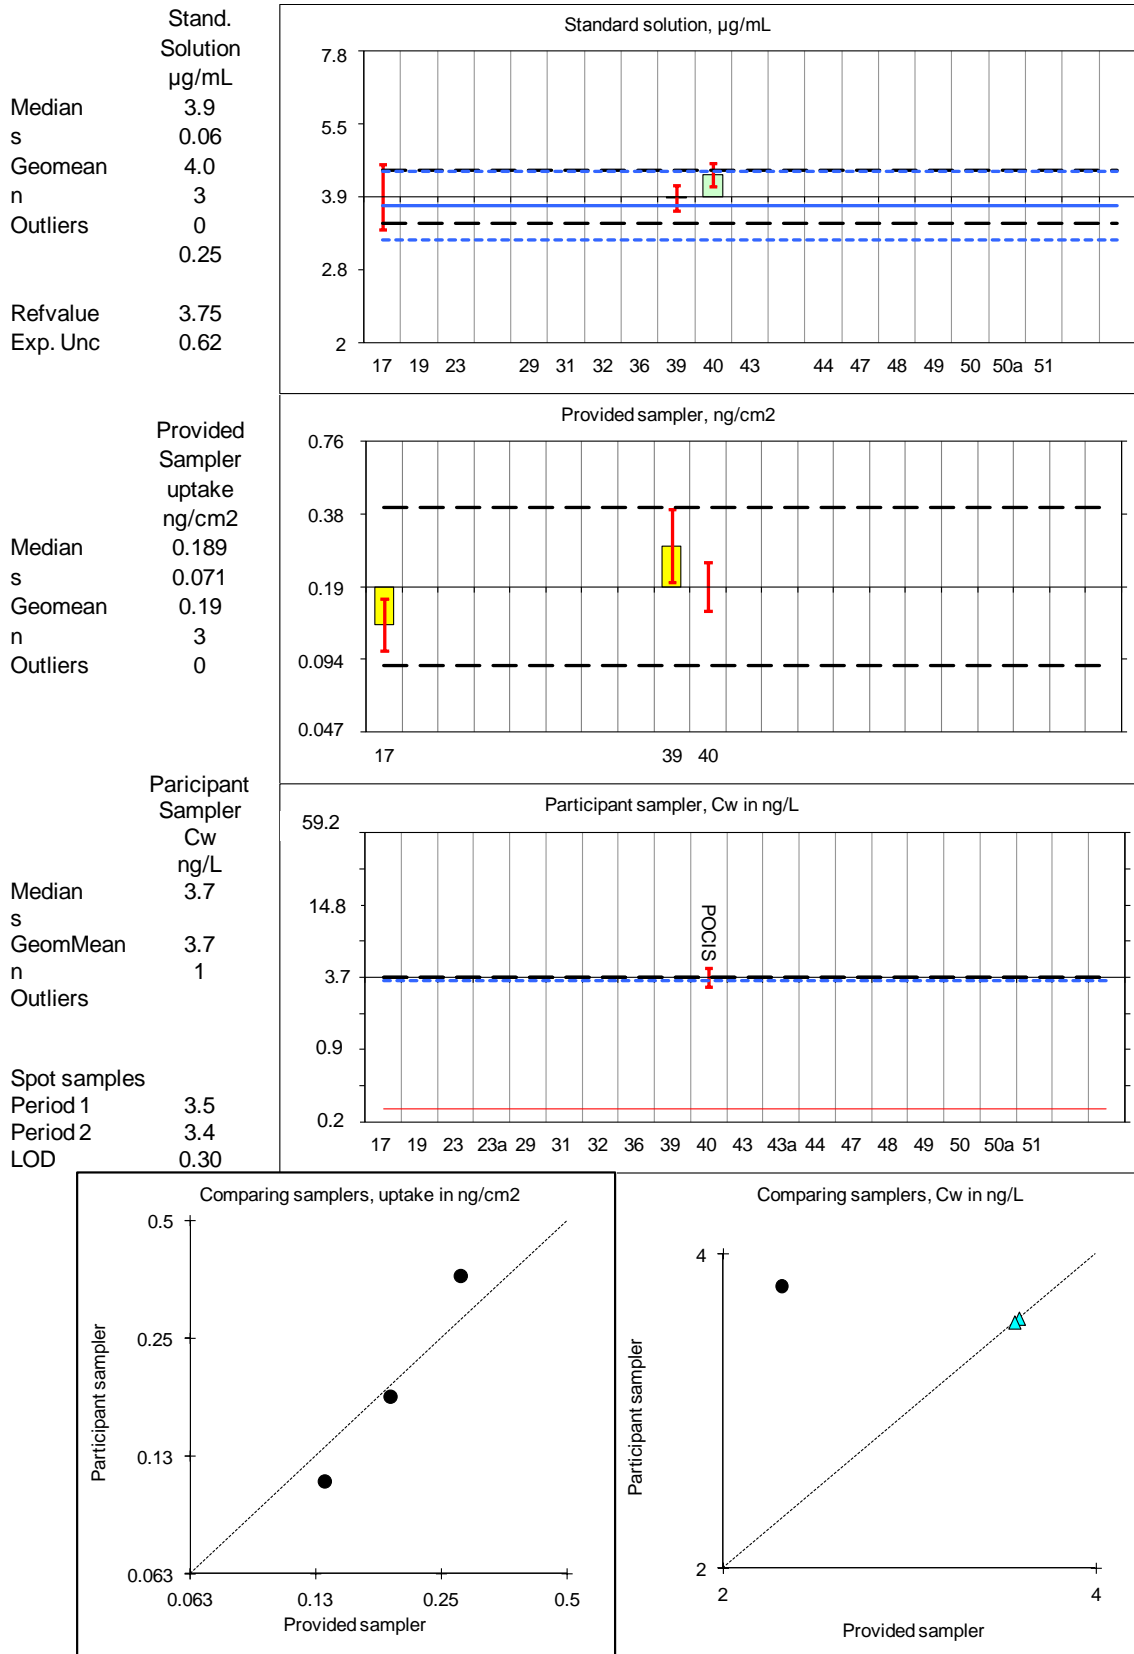 Stand.
Solution
µg/mL
Median 3.9
s 0.06
Geomean 4.0
n 3
Outliers 0
0.25
Refvalue 3.75
Exp. Unc 0.62
Standard solution, µg/mL
7.8
5.5
3.9
2.8
2
17 19 23 29 31 32 36 39 40 43 44 47 48 49 50 50a 51
Provided
Sampler
uptake
ng/cm2
Median 0.189
s 0.071
Geomean 0.19
n 3
Outliers 0
Provided sampler, ng/cm2
0.76
0.38
0.19
0.094
0.047
17 39 40
Paricipant
Sampler
Cw
ng/L
Median 3.7
s
GeomMean 3.7
n 1
Outliers
Spot samples
Period 1 3.5
Period 2 3.4
LOD 0.30
Participant sampler, Cw in ng/L
59.2
14.8
3.7
0.9
0.2
POCIS
17 19 23 23a 29 31 32 36 39 40 43 43a 44 47 48 49 50 50a 51
Comparing samplers, uptake in ng/cm2
Participant sampler
0.5
0.25
0.13
0.063
0.063 0.13 0.25 0.5
Provided sampler
Comparing samplers, Cw in ng/L
Participant sampler
4
2
2 4
Provided sampler